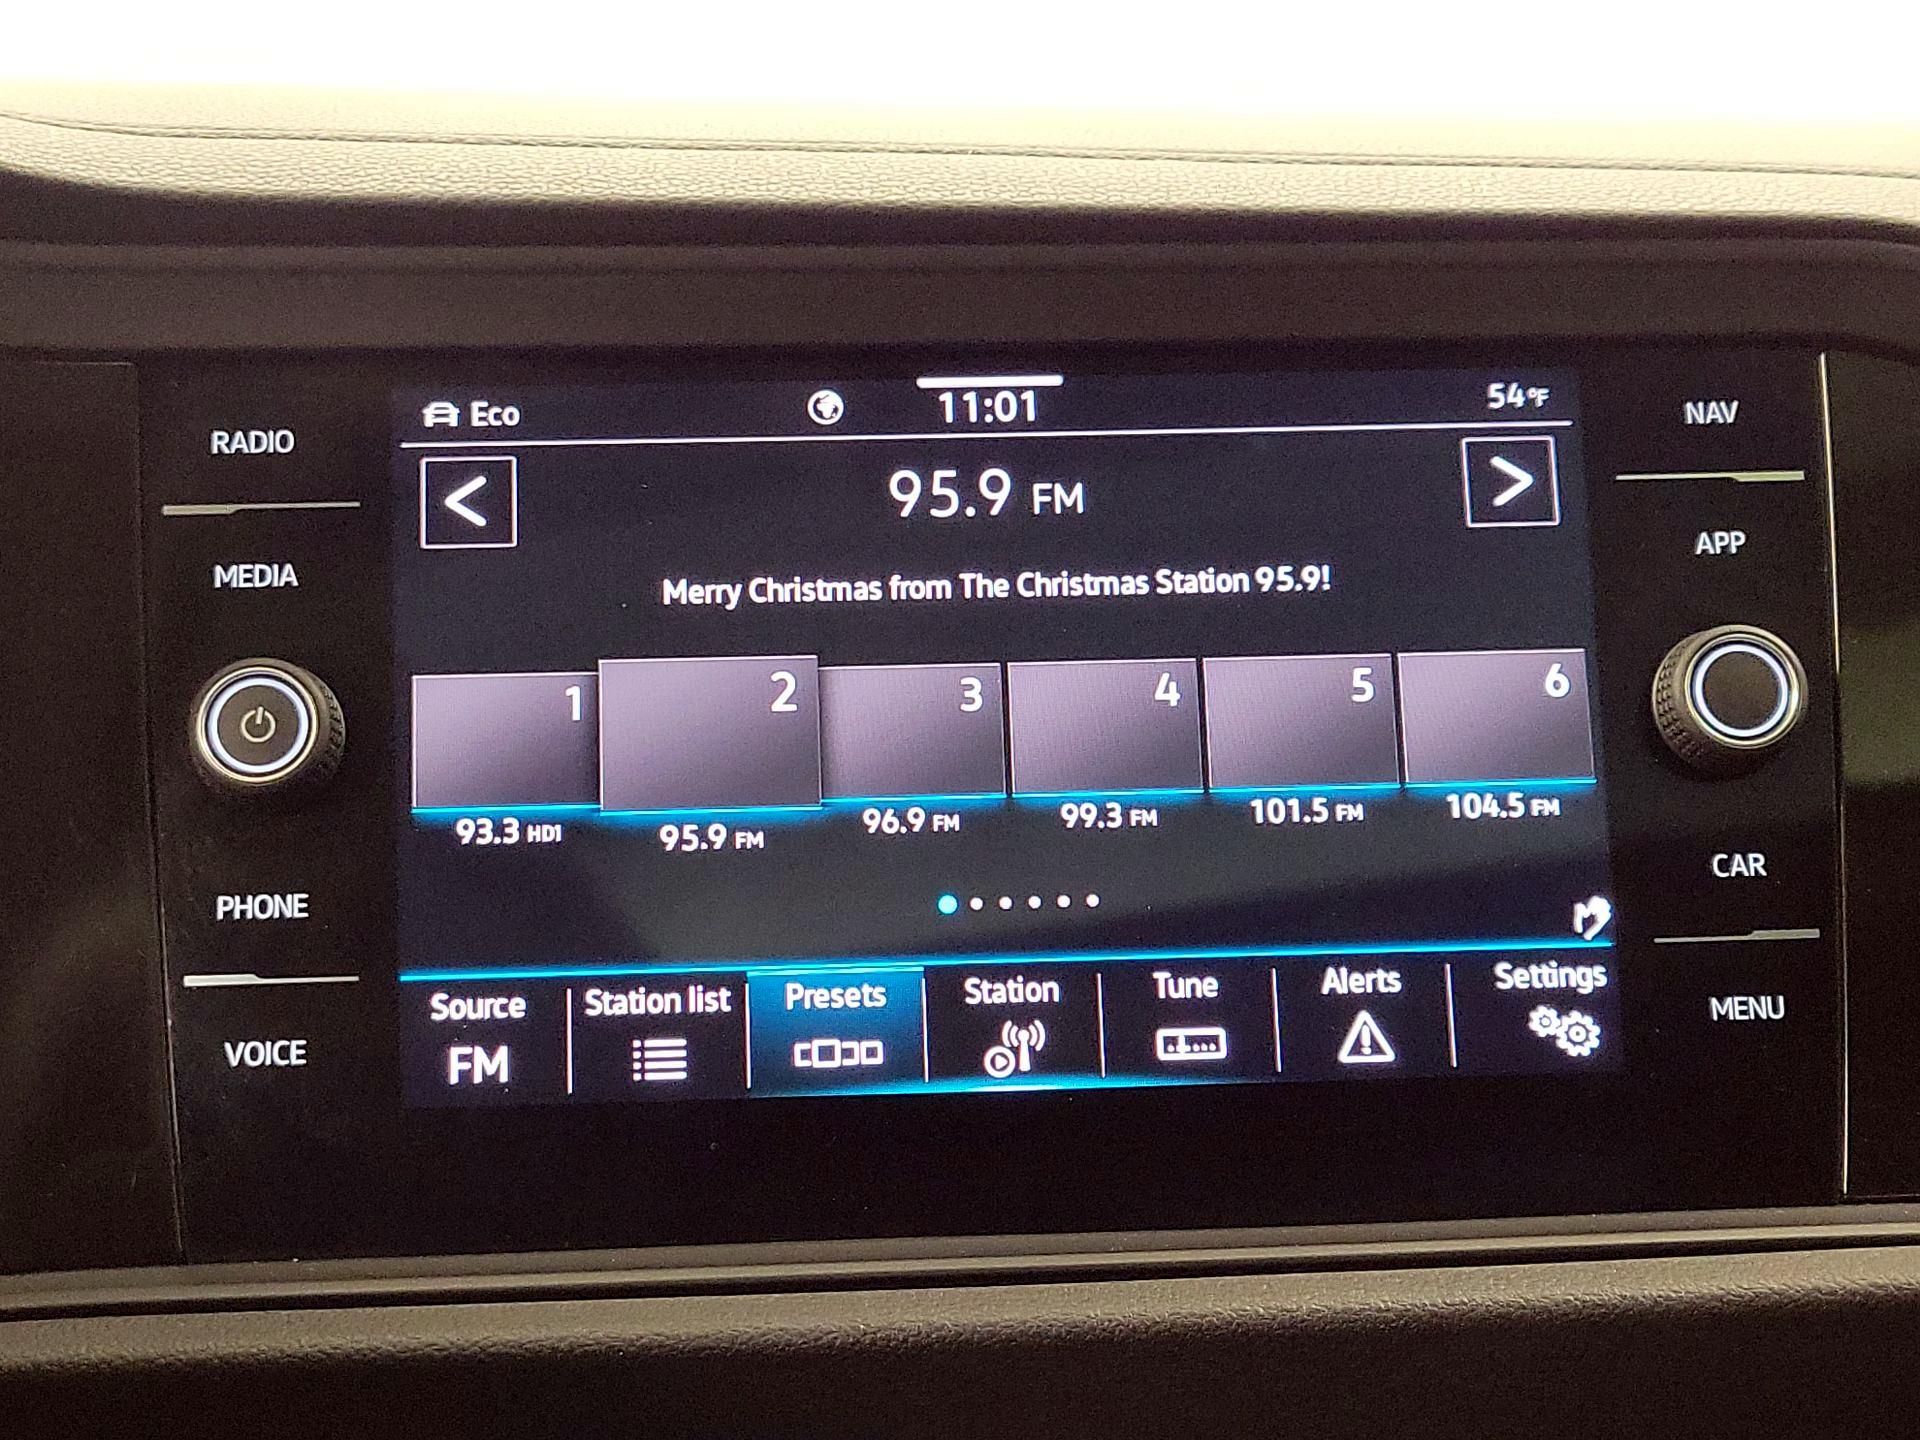 Eco
11:01
54°F
RADIO
NAV
<
95.9 FM
>
MEDIA
APP
Merry Christmas from The Christmas Station 95.9!
1
2
3
4
5
6
93.3 HD1
95.9 FM
96.9 FM
99.3 FM
101.5 FM
104.5 FM
PHONE
CAR
Source
Station list
Presets
Station
Tune
Alerts
Settings
FM
VOICE
MENU